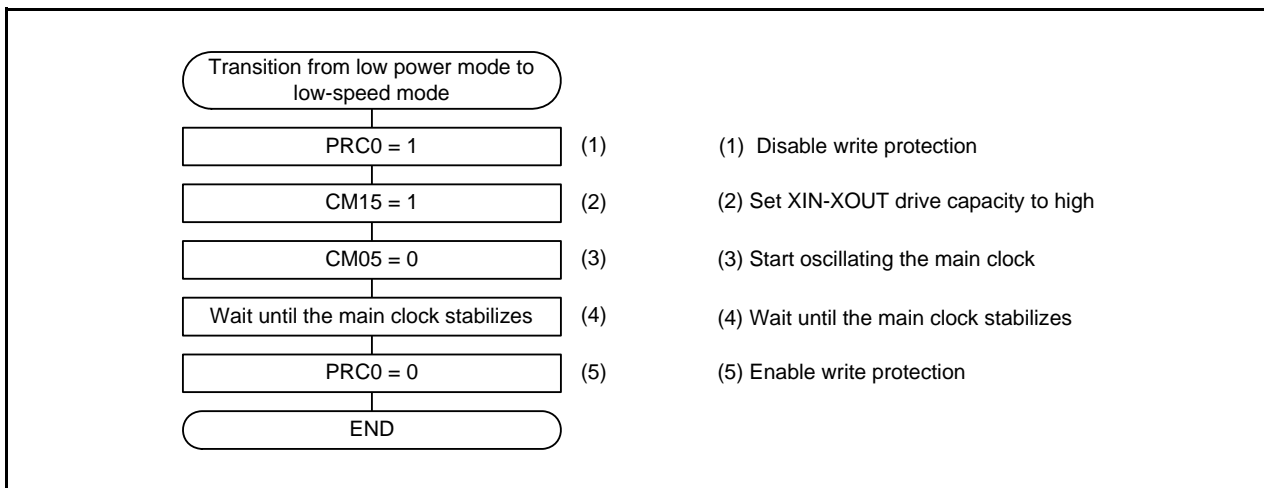 Transition from low power mode to
low-speed mode
PRC0 = 1
(1)
(1) Disable write protection
CM15 = 1
(2)
(2) Set XIN-XOUT drive capacity to high
CM05 = 0
(3)
(3) Start oscillating the main clock
Wait until the main clock stabilizes
(4)
(4) Wait until the main clock stabilizes
PRC0 = 0
(5)
(5) Enable write protection
END